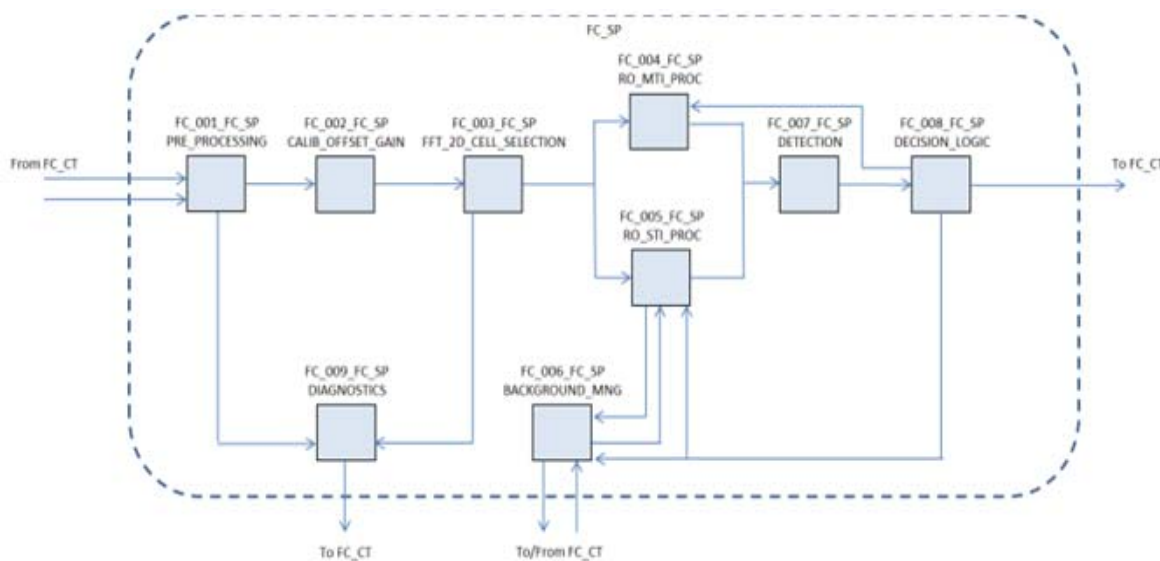 FC_SP
FC_004_FC_SP
RO_MTI_PROC
FC_001_FC_SP
PRE_PROCESSING
FC_002_FC_SP
CALIB_OFFSET_GAIN
FC_003_FC_SP
FFT_2D_CELL_SELECTION
FC_007_FC_SP
DETECTION
FC_008_FC_SP
DECISION_LOGIC
From FC_CT
To FC_CT
FC_005_FC_SP
RO_STI_PROC
FC_009_FC_SP
DIAGNOSTICS
FC_006_FC_SP
BACKGROUND_MNG
To FC_CT
To/From FC_CT